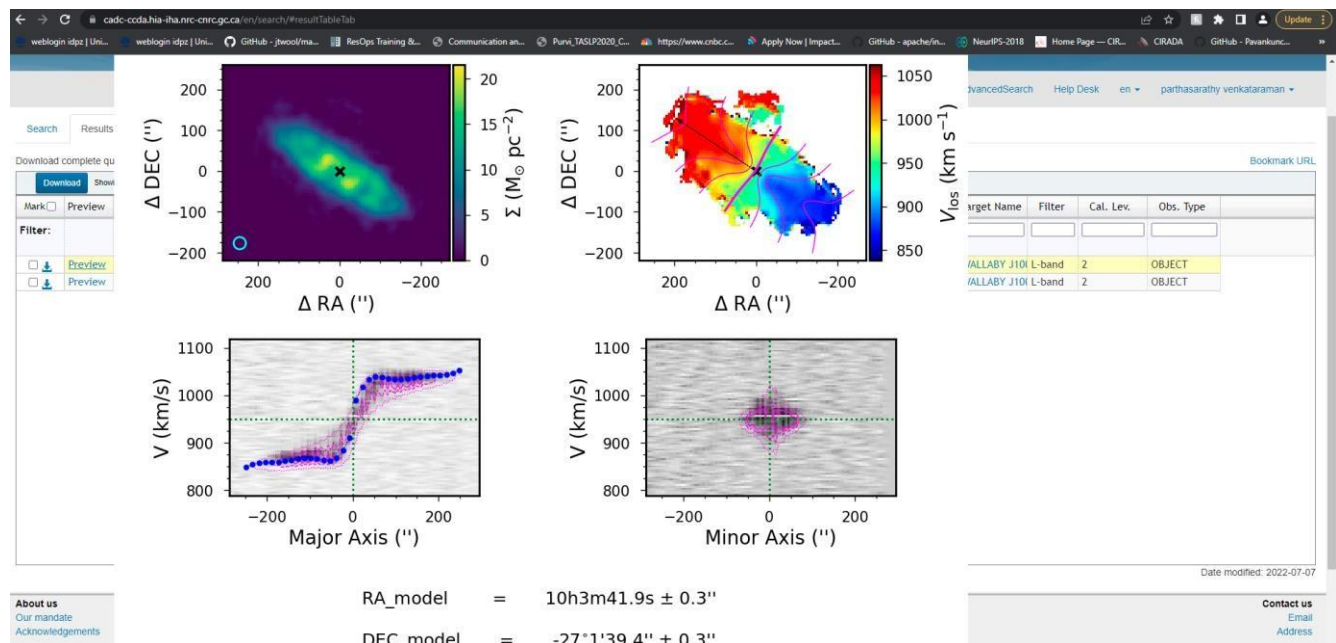 cadc-ccda.hia-iha.nrc-cnrc.gc.ca/en/search/#resultTableTab
Update
weblogin idpz | Uni...
weblogin idpz | Uni...
GitHub - jtwool/ma...
ResOps Training &...
Communication an...
Purvi_TASLP2020_C...
https://www.cnbc.c...
Apply Now | Impact...
GitHub - apache/in...
NeurIPS-2018
Home Page — CIR...
CIRADA
GitHub - Pavankunc...
»
dvancedSearch
Help Desk
en
parthasarathy venkataraman
Search
Results
Download complete qu
Bookmark URL
Download
Showi
Mark
Preview
arget Name
Filter
Cal. Lev.
Obs. Type
Filter:
Preview
VALLABY J10(
L-band
2
OBJECT
Preview
VALLABY J10(
L-band
2
OBJECT
200
100
0
−100
−200
Δ DEC ('')
200
0
−200
Δ RA ('')
20
15
10
5
0
Σ (M⊙ pc⁻²)
200
100
0
−100
−200
Δ DEC ('')
200
0
−200
Δ RA ('')
1050
1000
950
900
850
Vlos (km s⁻¹)
1100
1000
900
800
V (km/s)
−200
0
200
Major Axis ('')
1100
1000
900
800
V (km/s)
−200
0
200
Minor Axis ('')
Date modified: 2022-07-07
RA_model = 10h3m41.9s ± 0.3''
DEC_model = -27°1'39.4'' ± 0.3''
About us
Our mandate
Acknowledgements
Contact us
Email
Address